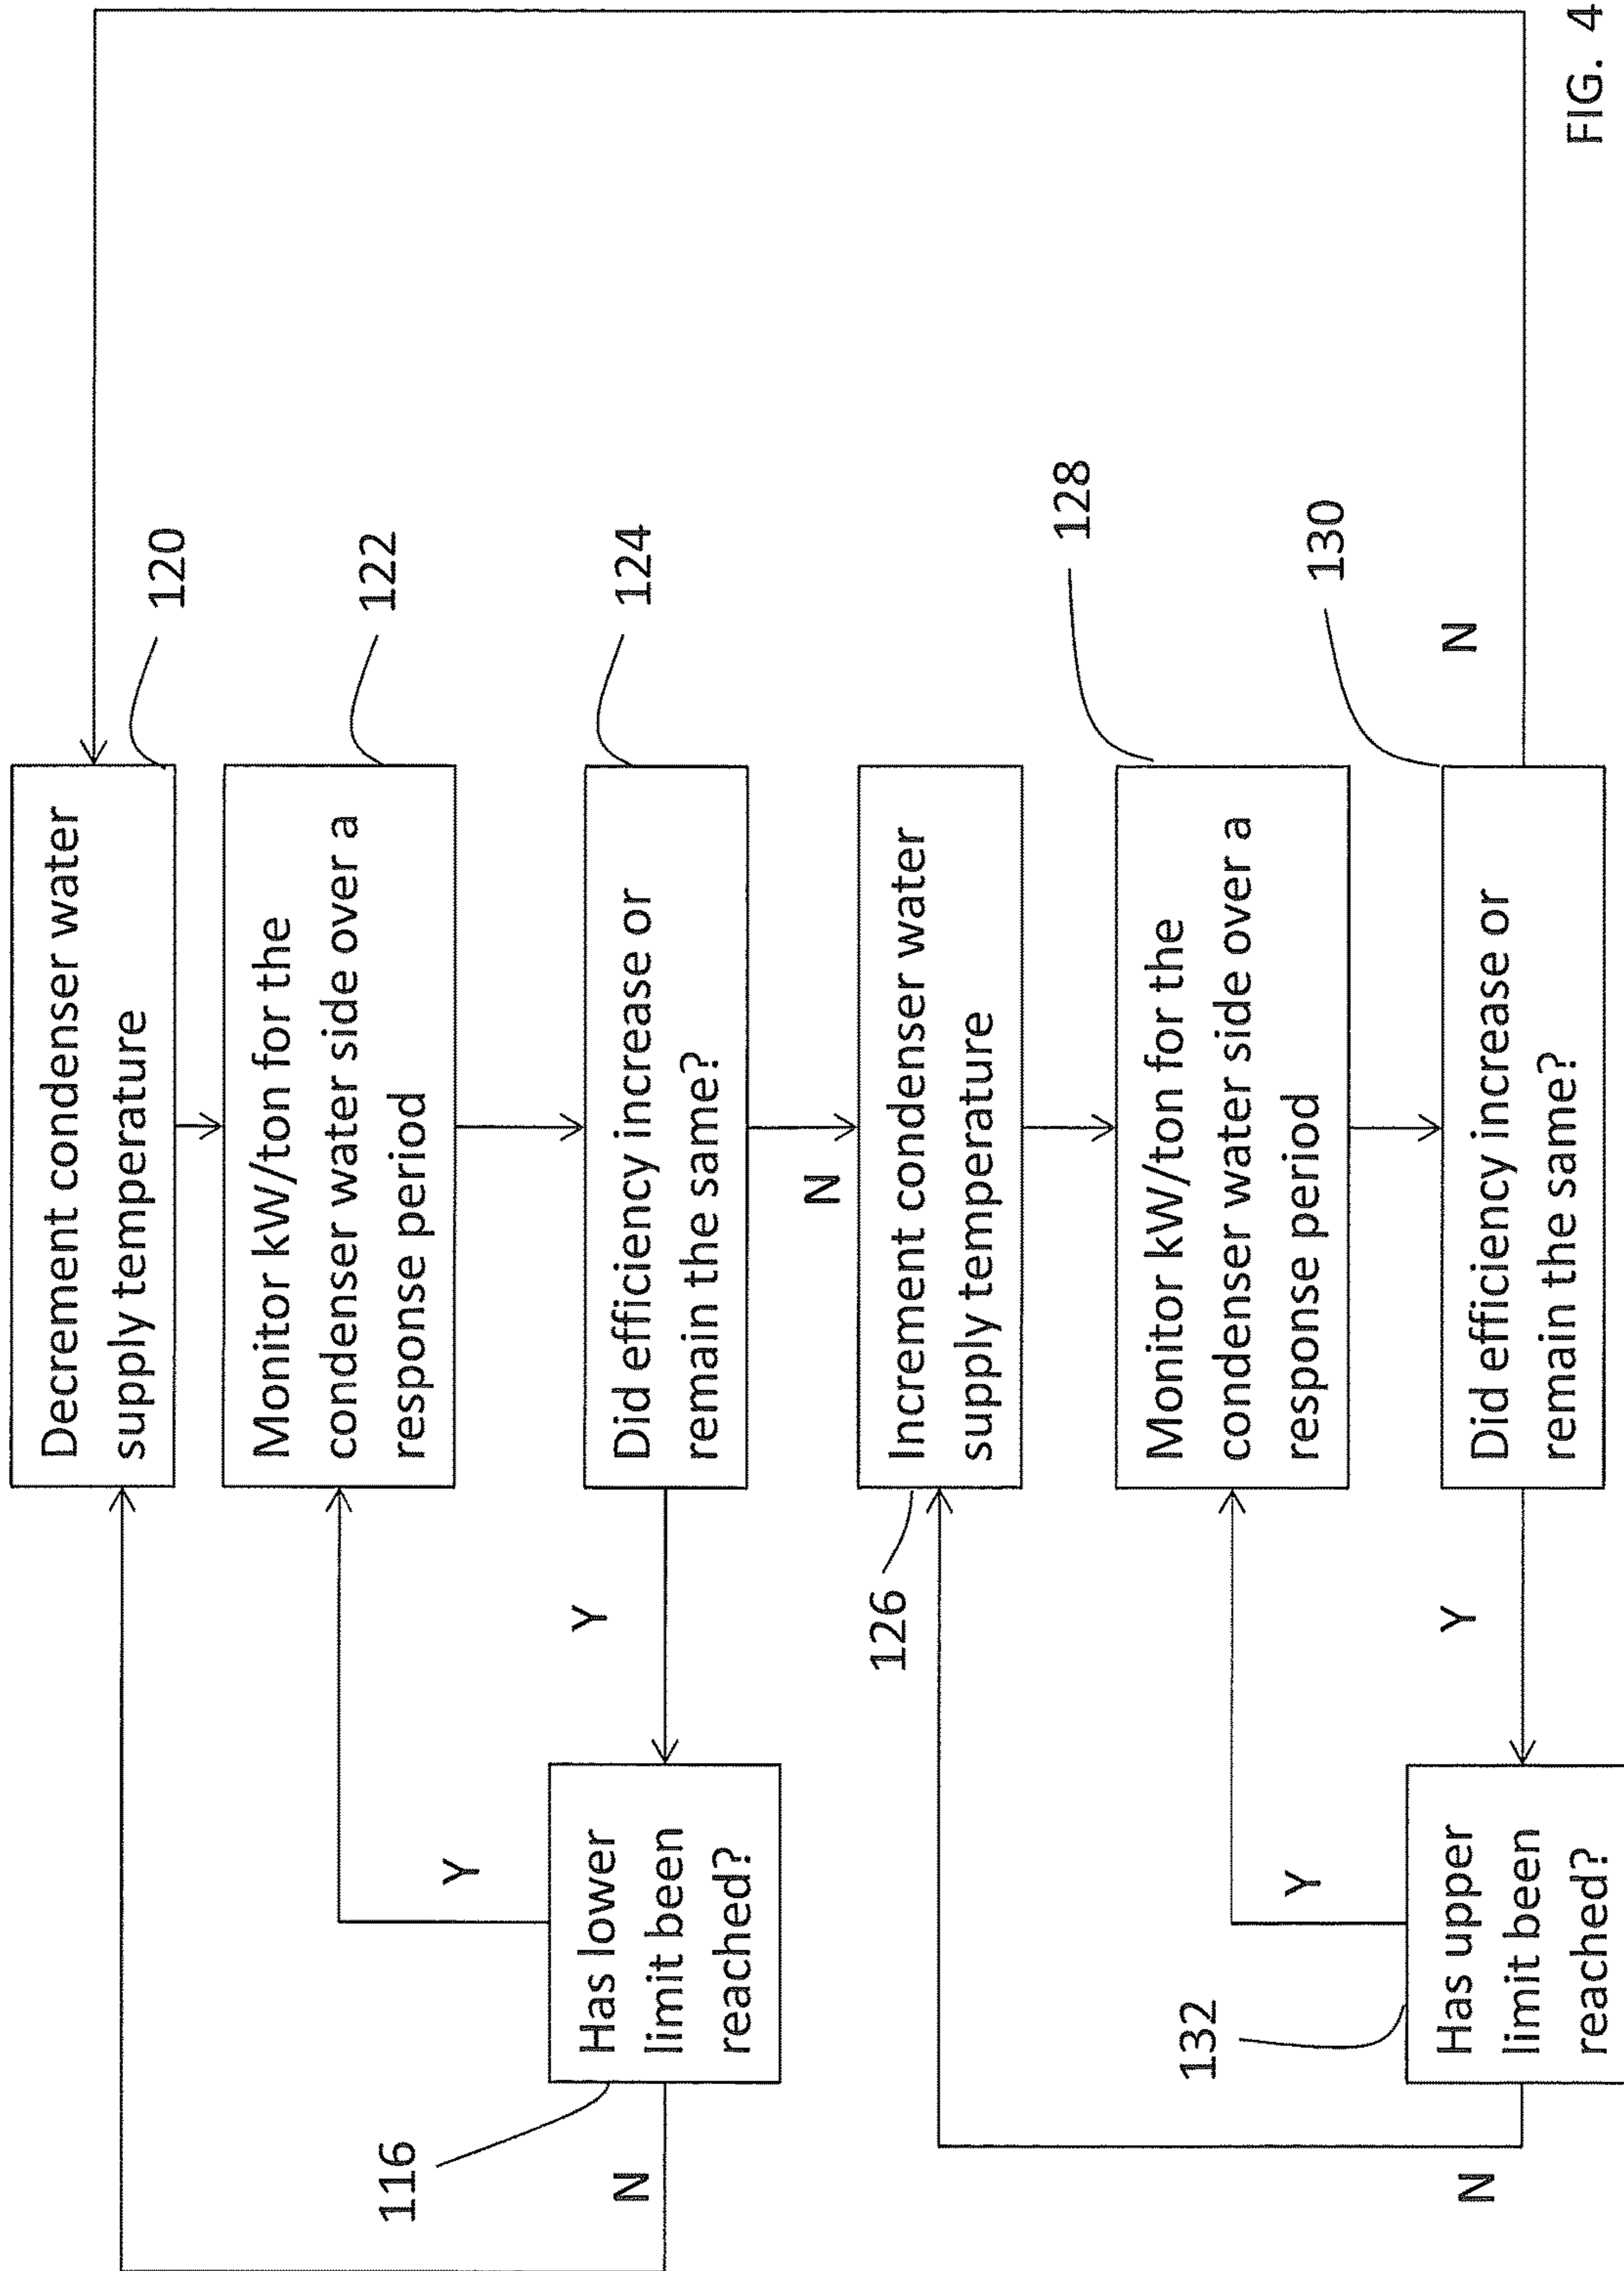 Decrement condenser water
supply temperature
120
Monitor kW/ton for the
condenser water side over a
response period
122
Did efficiency increase or
remain the same?
124
Y
N
Has lower
limit been
reached?
116
Y
N
Increment condenser water
supply temperature
126
Monitor kW/ton for the
condenser water side over a
response period
128
Did efficiency increase or
remain the same?
130
Y
N
Has upper
limit been
reached?
132
Y
N
FIG. 4